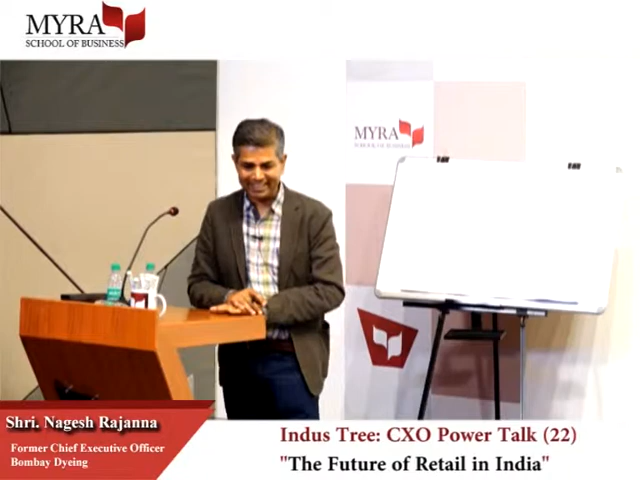 MYRA
SCHOOL OF BUSINESS
MYRA
SCHOOL OF BUSINESS
Shri. Nagesh Rajanna
Former Chief Executive Officer
Bombay Dyeing
Indus Tree: CXO Power Talk (22)
"The Future of Retail in India"